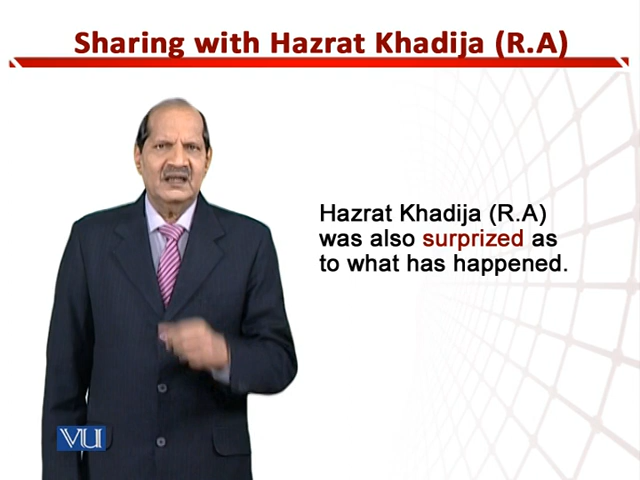 Sharing with Hazrat Khadija (R.A)
Hazrat Khadija (R.A)
was also surprized as
to what has happened.
VU